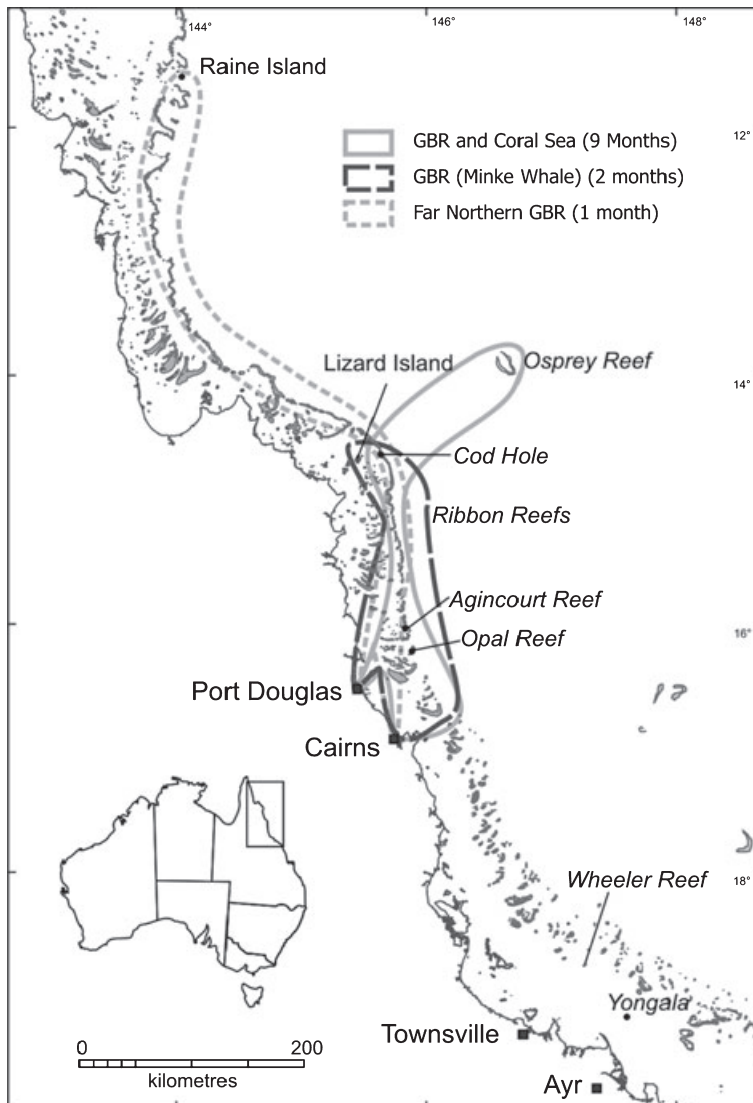 144°
146°
148°
Raine Island
12°
GBR and Coral Sea (9 Months)
GBR (Minke Whale) (2 months)
Far Northern GBR (1 month)
Lizard Island
Osprey Reef
14°
Cod Hole
Ribbon Reefs
Agincourt Reef
16°
Opal Reef
Port Douglas
Cairns
18°
Wheeler Reef
Yongala
Townsville
0 200
kilometres
Ayr